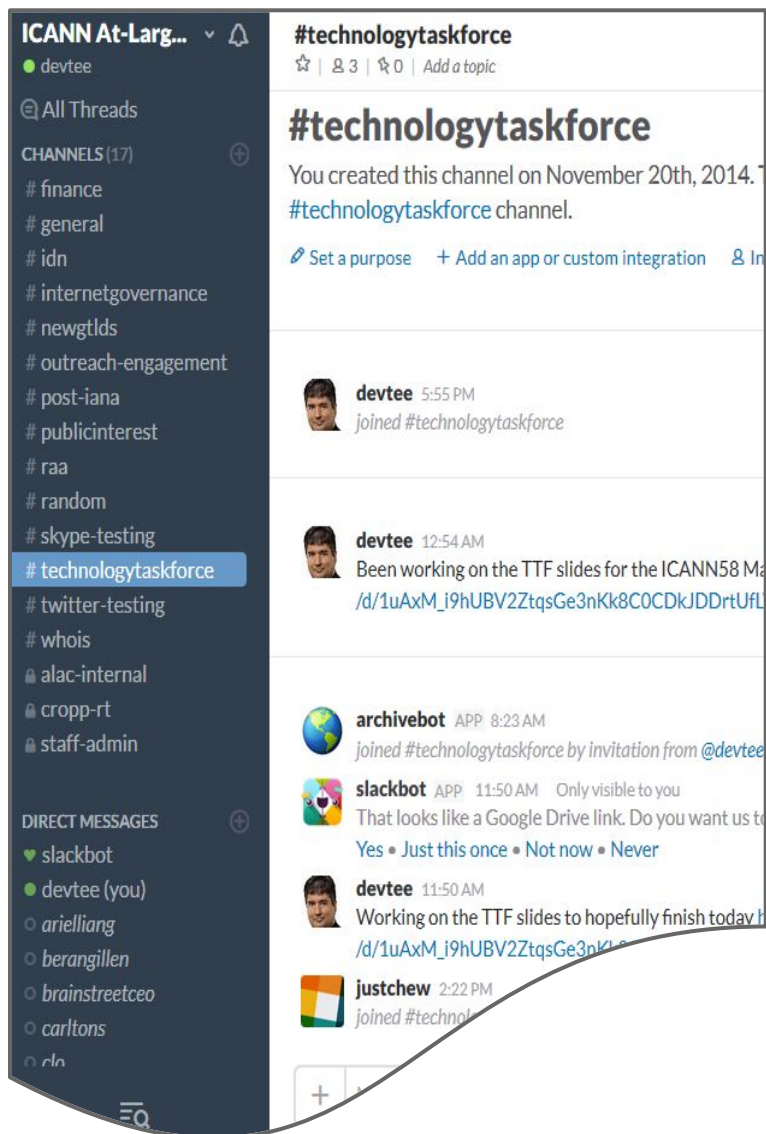 ICANN At-Larg...
devtee
All Threads
CHANNELS (17)
# finance
# general
# idn
# internetgovernance
# newgtlds
# outreach-engagement
# post-iana
# publicinterest
# raa
# random
# skype-testing
# technologytaskforce
# twitter-testing
# whois
alac-internal
cropp-rt
staff-admin
DIRECT MESSAGES
slackbot
devtee (you)
arielliang
berangillen
brainstreetceo
carltons
clo
#technologytaskforce
3 | 0 | Add a topic
#technologytaskforce
You created this channel on November 20th, 2014.
#technologytaskforce channel.
Set a purpose + Add an app or custom integration
devtee 5:55 PM
joined #technologytaskforce
devtee 12:54 AM
Been working on the TTF slides for the ICANN58 Ma
/d/1uAxM_i9hUBV2ZtqsGe3nKk8C0CDkJDDrtUfL
archivebot APP 8:23 AM
joined #technologytaskforce by invitation from @devtee
slackbot APP 11:50 AM Only visible to you
That looks like a Google Drive link. Do you want us to
Yes • Just this once • Not now • Never
devtee 11:50 AM
Working on the TTF slides to hopefully finish today
/d/1uAxM_i9hUBV2ZtqsGe3nK
justchew 2:22 PM
joined #technolo